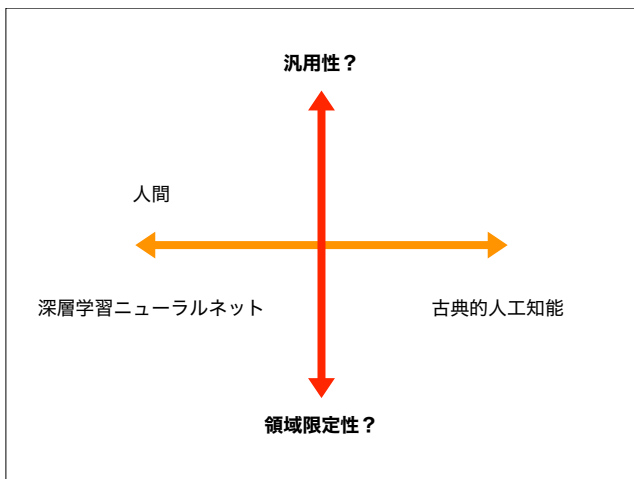 汎用性？
人間
深層学習ニューラルネット
古典的人工知能
領域限定性？